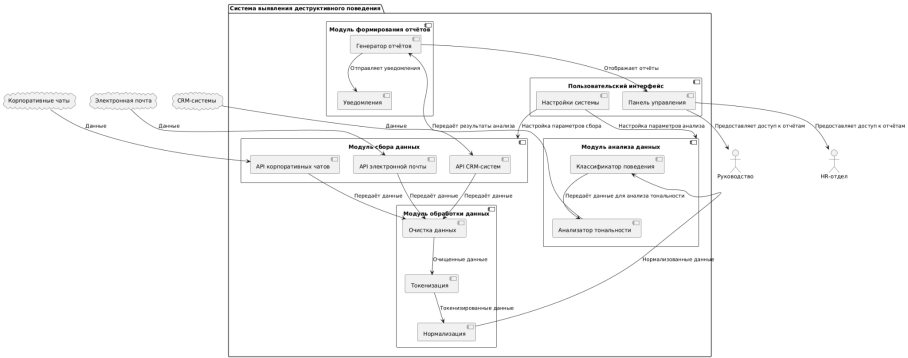 Система выявления деструктивного поведения
Модуль формирования отчётов
Генератор отчётов
Отправляет уведомления
Отображает отчёты
Уведомления
Пользовательский интерфейс
Настройки системы
Панель управления
Корпоративные чаты
Электронная почта
CRM-системы
Данные
Данные
Данные
Передаёт результаты анализа
Настройка параметров сбора
Настройка параметров анализа
Предоставляет доступ к отчётам
Предоставляет доступ к отчётам
Модуль сбора данных
API корпоративных чатов
API электронной почты
API CRM-систем
Модуль анализа данных
Классификатор поведения
Руководство
HR-отдел
Передаёт данные
Передаёт данные
Передаёт данные
Передаёт данные для анализа тональности
Модуль обработки данных
Очистка данных
Анализатор тональности
Очищенные данные
Нормализованные данные
Токенизация
Токенизированные данные
Нормализация